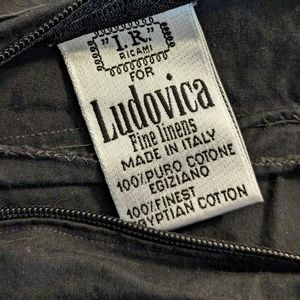 "I.R."
RICAMI
FOR
Ludovica
Fine linens
MADE IN ITALY
100% PURO COTONE
EGIZIANO
100% FINEST
EGYPTIAN COTTON